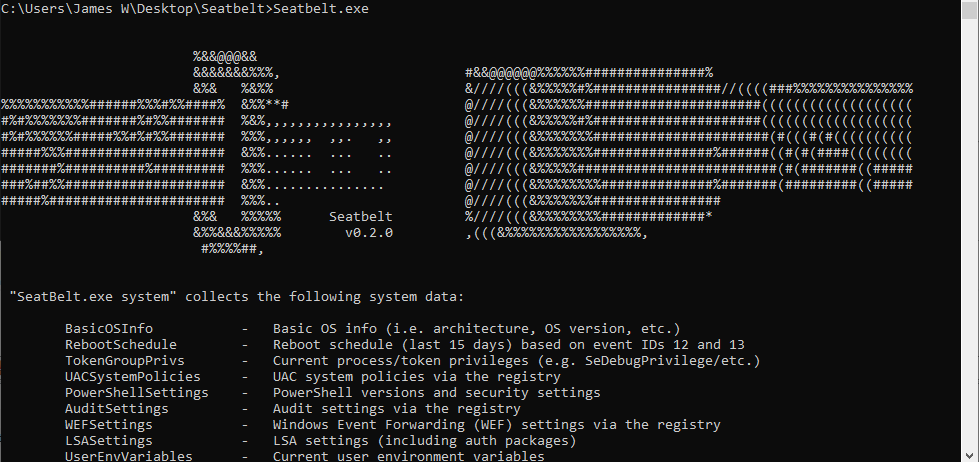 C:\Users\James W\Desktop\Seatbelt>Seatbelt.exe
%&&@@@&&
&&&&&&&%%%,                        #&&@@@@@@%%%%%%###############%
&%&   %&%%                        &////(((&%%%%%#%################//((((###%%%%%%%%%%%%%%%
%%%%%%%%%%%######%%%#%%####%  &%%**#                      @////(((&%%%%%%######################(((((((((((((((((((
#%#%%%%%%%#######%#%%#######  %&%,,,,,,,,,,,,,,,,         @////(((&%%%%%#%#####################(((((((((((((((((((
#%#%%%%%%#####%%#%#%%#######  %%%,,,,,,  ,,.   ,,         @////(((&%%%%%%%######################(#(((#(#((((((((((
#####%%%####################  &%%......  ...   ..         @////(((&%%%%%%%###############%######((#(#(####((((((((
#######%##########%#########  %%%......  ...   ..         @////(((&%%%%%#########################(#(#######((#####
###%##%%####################  &%%...............          @////(((&%%%%%%%%##############%#######(#########((#####
#####%######################  %%%..                       @////(((&%%%%%%%################
&%&   %%%%%      Seatbelt         %////(((&%%%%%%%%#############*
&%%&&&%%%%%        v0.2.0         ,(((&%%%%%%%%%%%%%%%%%,
#%%%%##,
"SeatBelt.exe system" collects the following system data:
BasicOSInfo           -   Basic OS info (i.e. architecture, OS version, etc.)
RebootSchedule        -   Reboot schedule (last 15 days) based on event IDs 12 and 13
TokenGroupPrivs       -   Current process/token privileges (e.g. SeDebugPrivilege/etc.)
UACSystemPolicies     -   UAC system policies via the registry
PowerShellSettings    -   PowerShell versions and security settings
AuditSettings         -   Audit settings via the registry
WEFSettings           -   Windows Event Forwarding (WEF) settings via the registry
LSASettings           -   LSA settings (including auth packages)
UserEnvVariables      -   Current user environment variables